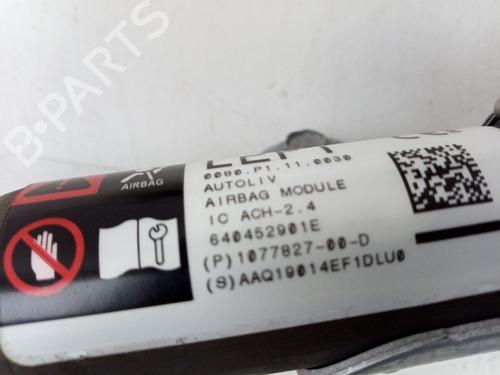 LEFT
0080.P1.11.0030
AUTOLIV
AIRBAG MODULE
IC ACH-2.4
640452901E
(P)1077827-00-D
(S)AAQ19014EF1DLU0
AIRBAG
B-PARTS